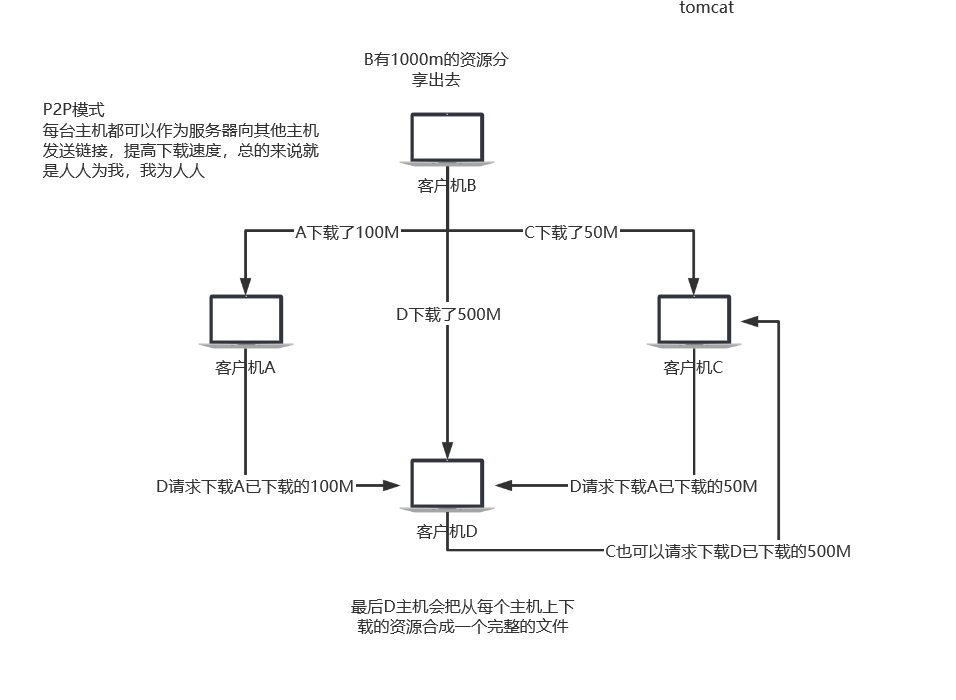 tomcat
B有1000m的资源分
享出去
P2P模式
每台主机都可以作为服务器向其他主机
发送链接，提高下载速度，总的来说就
是人人为我，我为人人
客户机B
A下载了100M
C下载了50M
D下载了500M
客户机A
客户机C
D请求下载A已下载的100M
D请求下载A已下载的50M
客户机D
C也可以请求下载D已下载的500M
最后D主机会把从每个主机上下
载的资源合成一个完整的文件